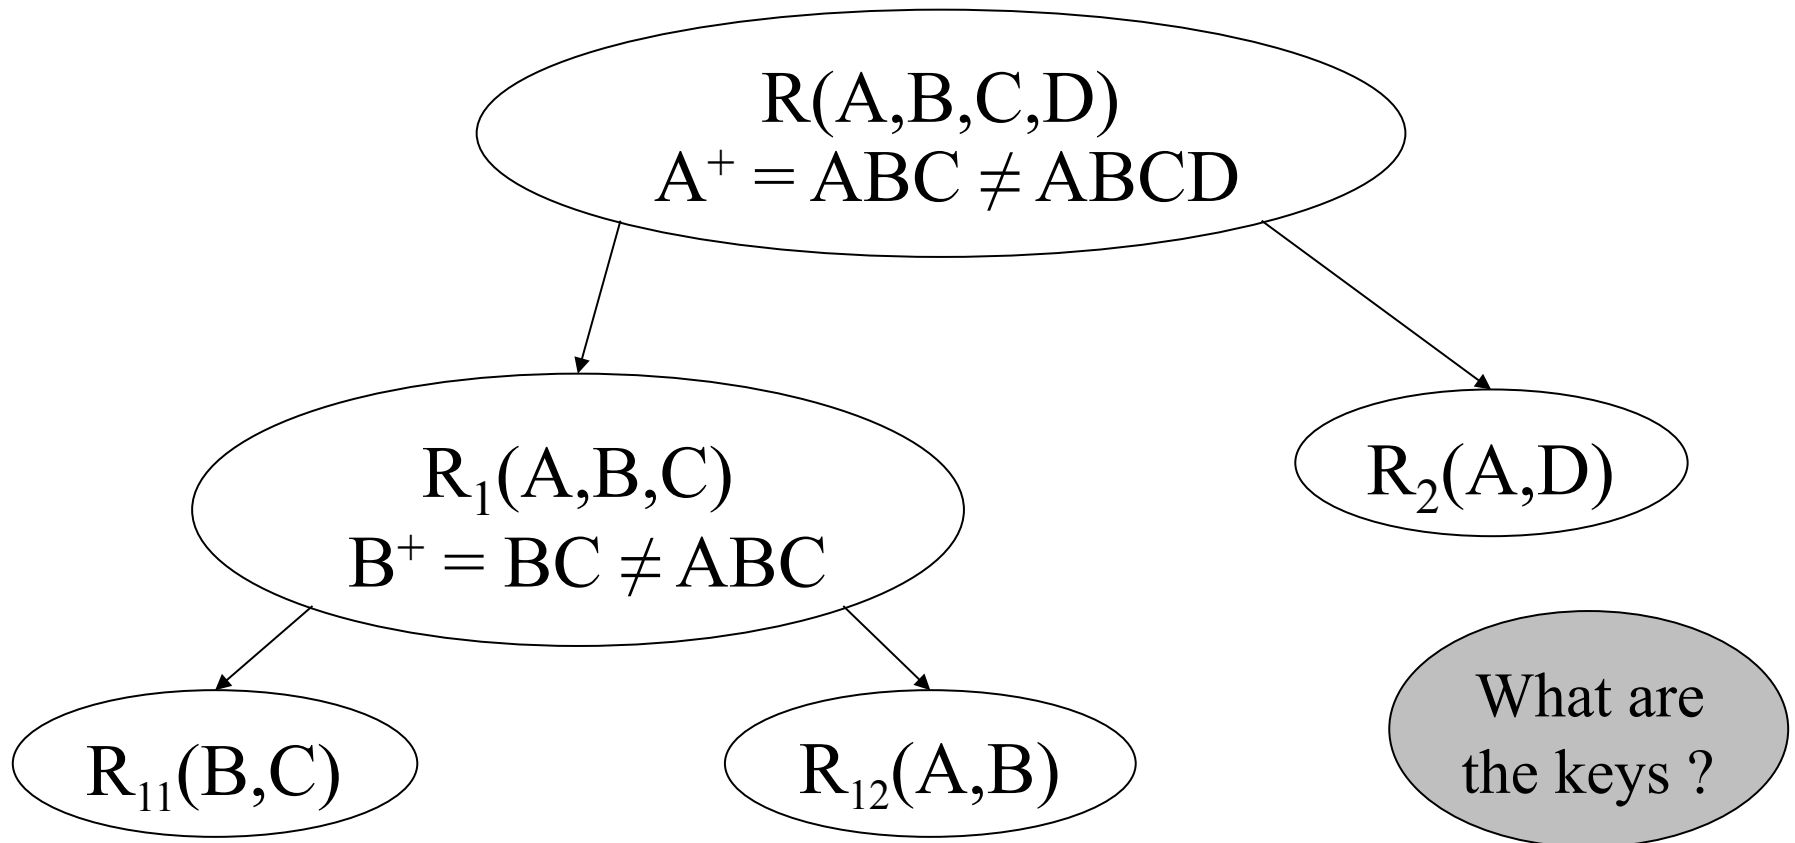 R(A,B,C,D)
A⁺ = ABC ≠ ABCD
R₁(A,B,C)
B⁺ = BC ≠ ABC
R₂(A,D)
R₁₁(B,C)
R₁₂(A,B)
What are
the keys ?